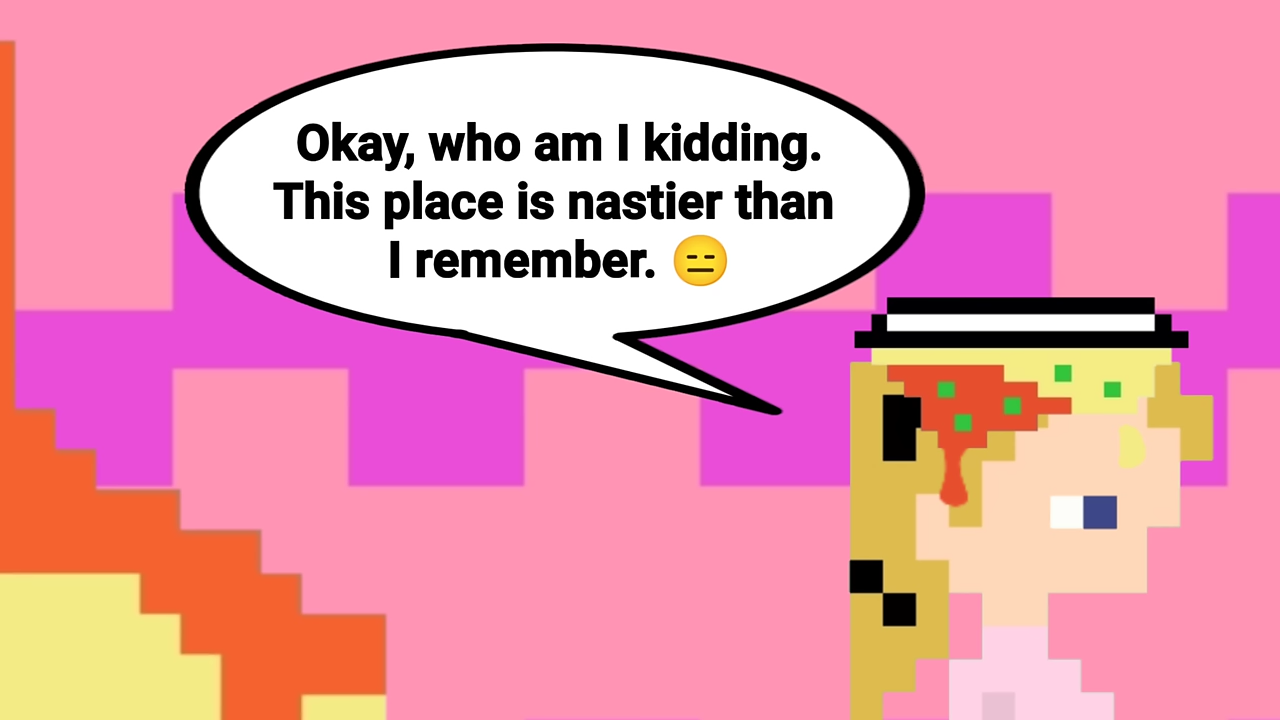 Okay, who am I kidding.
This place is nastier than
I remember. 😑